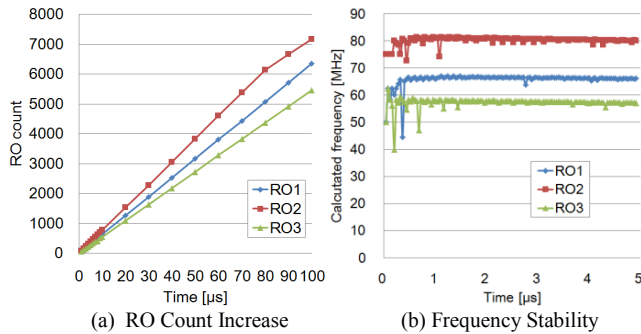 8000
7000
6000
5000
4000
3000
2000
1000
0
RO count
RO1
RO2
RO3
0 10 20 30 40 50 60 70 80 90 100
Time [µs]
(a) RO Count Increase
90
80
70
60
50
40
30
20
10
0
Calcutated frequency [MHz]
RO1
RO2
RO3
0 1 2 3 4 5
Time [µs]
(b) Frequency Stability